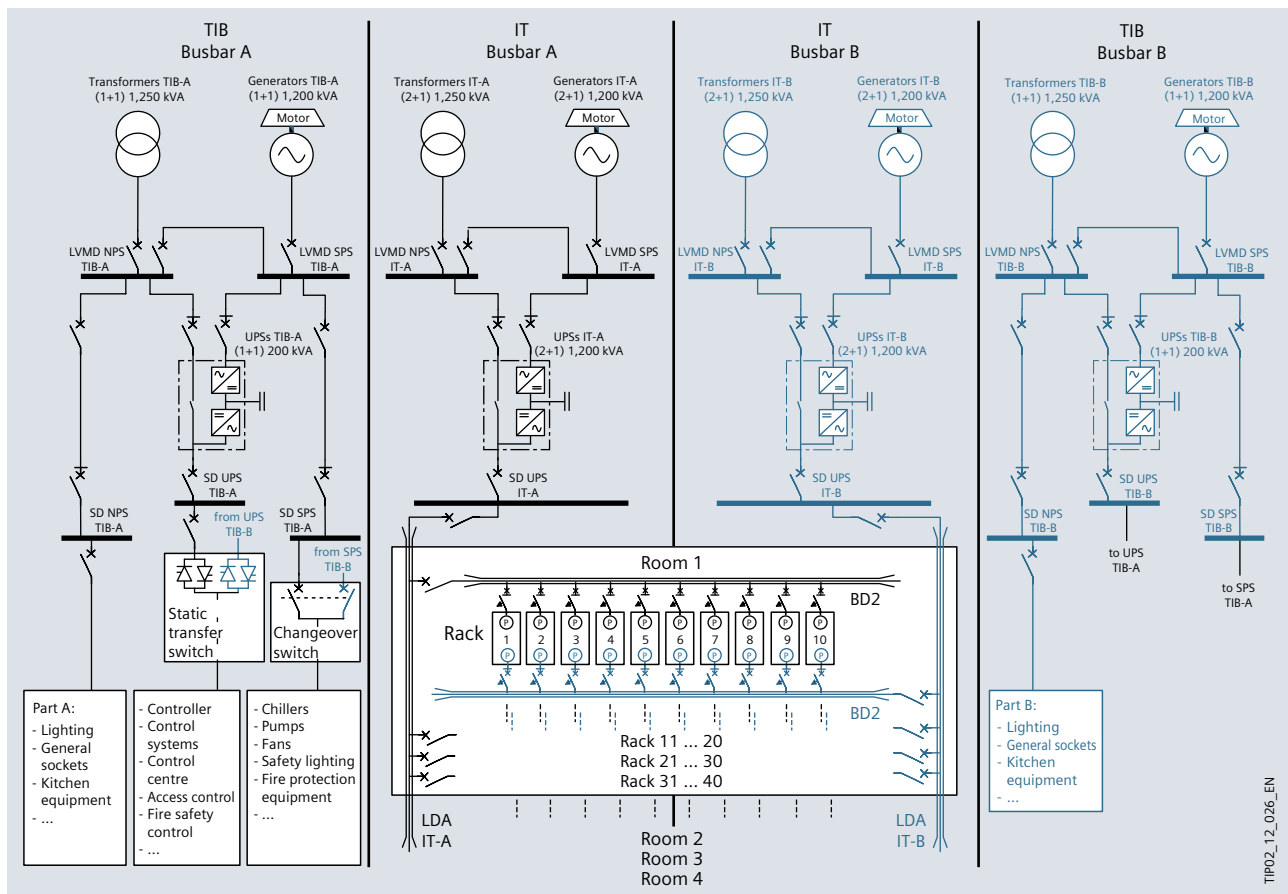 TIB
Busbar A
IT
Busbar A
IT
Busbar B
TIB
Busbar B
Transformers TIB-A
(1+1) 1,250 kVA
Generators TIB-A
(1+1) 1,200 kVA
Motor
Transformers IT-A
(2+1) 1,250 kVA
Generators IT-A
(2+1) 1,200 kVA
Motor
Transformers IT-B
(2+1) 1,250 kVA
Generators IT-B
(2+1) 1,200 kVA
Motor
Transformers TIB-B
(1+1) 1,250 kVA
Generators TIB-B
(1+1) 1,200 kVA
Motor
LVMD NPS
TIB-A
LVMD SPS
TIB-A
LVMD NPS
IT-A
LVMD SPS
IT-A
LVMD NPS
IT-B
LVMD SPS
IT-B
LVMD NPS
TIB-B
LVMD SPS
TIB-B
UPSs TIB-A
(1+1) 200 kVA
UPSs IT-A
(2+1) 1,200 kVA
UPSs IT-B
(2+1) 1,200 kVA
UPSs TIB-B
(1+1) 200 kVA
SD UPS
TIB-A
SD UPS
IT-A
SD UPS
IT-B
SD UPS
TIB-B
SD NPS
TIB-A
from UPS
TIB-B
SD SPS
TIB-A
from SPS
TIB-B
SD NPS
TIB-B
SD SPS
TIB-B
to UPS
TIB-A
to SPS
TIB-A
Static
transfer
switch
Changeover
switch
Room 1
BD2
Rack
P P P P P P P P P P
1 2 3 4 5 6 7 8 9 10
P P P P P P P P P P
BD2
Rack 11 ... 20
Rack 21 ... 30
Rack 31 ... 40
LDA
IT-A
LDA
IT-B
Room 2
Room 3
Room 4
Part A:
- Lighting
- General
sockets
- Kitchen
equipment
- ...
- Controller
- Control
systems
- Control
centre
- Access control
- Fire safety
control
- ...
- Chillers
- Pumps
- Fans
- Safety lighting
- Fire protection
equipment
- ...
Part B:
- Lighting
- General sockets
- Kitchen
equipment
- ...
TIP02_12_026_EN